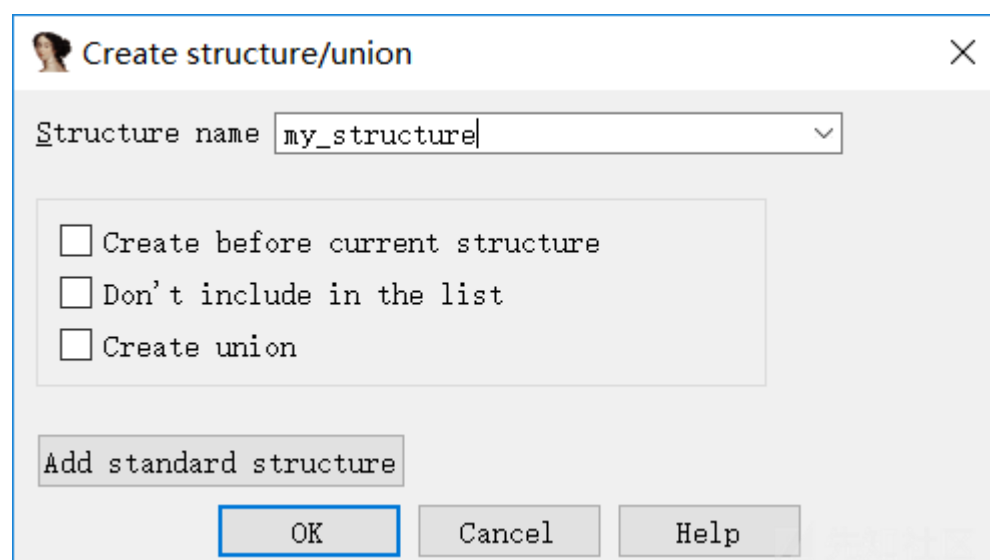 Create structure/union
Structure name my_structure
Create before current structure
Don't include in the list
Create union
Add standard structure
OK Cancel Help